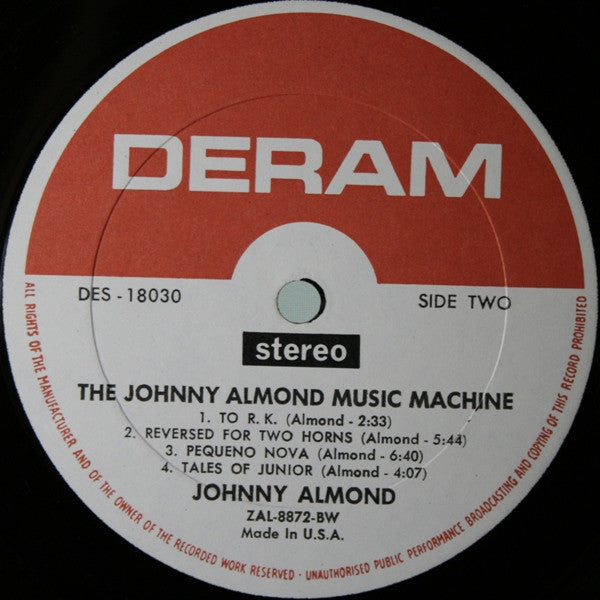 DERAM
DES - 18030
SIDE TWO
stereo
THE JOHNNY ALMOND MUSIC MACHINE
1. TO R. K. (Almond - 2:33)
2. REVERSED FOR TWO HORNS (Almond - 5:44)
3. PEQUENO NOVA (Almond - 6:40)
4. TALES OF JUNIOR (Almond - 4:07)
JOHNNY ALMOND
ZAL-8872-BW
Made In U.S.A.
ALL RIGHTS OF THE MANUFACTURER AND OF THE OWNER OF THE RECORDED WORK RESERVED - UNAUTHORISED PUBLIC PERFORMANCE BROADCASTING AND COPYING OF THIS RECORD PROHIBITED